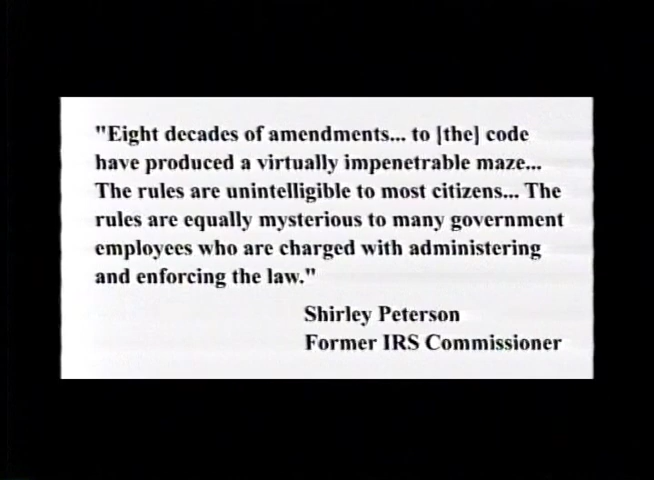 "Eight decades of amendments... to [the] code
have produced a virtually impenetrable maze...
The rules are unintelligible to most citizens... The
rules are equally mysterious to many government
employees who are charged with administering
and enforcing the law."
Shirley Peterson
Former IRS Commissioner